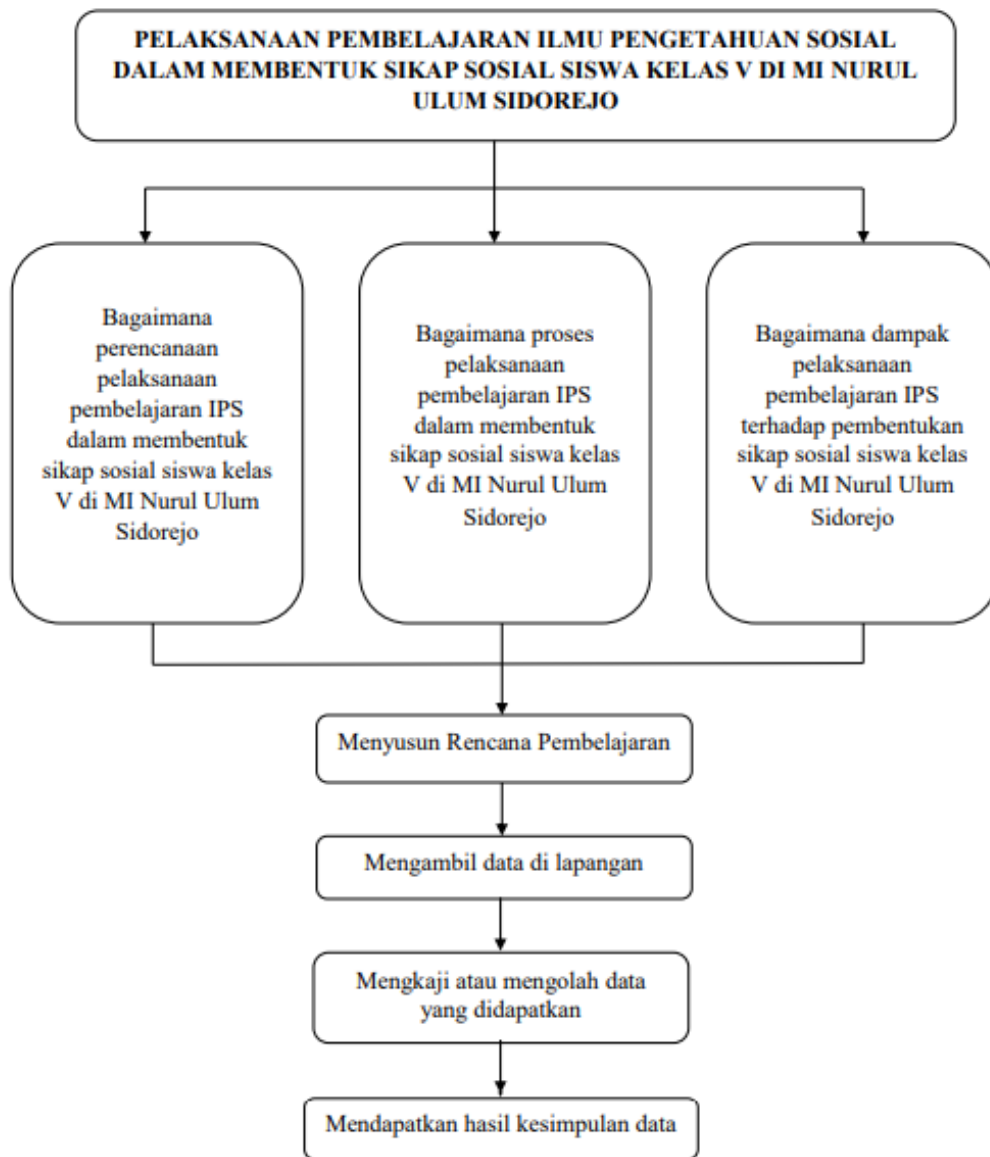 PELAKSANAAN PEMBELAJARAN ILMU PENGETAHUAN SOSIAL
DALAM MEMBENTUK SIKAP SOSIAL SISWA KELAS V DI MI NURUL
ULUM SIDOREJO
Bagaimana
perencanaan
pelaksanaan
pembelajaran IPS
dalam membentuk
sikap sosial siswa kelas
V di MI Nurul Ulum
Sidorejo
Bagaimana proses
pelaksanaan
pembelajaran IPS
dalam membentuk
sikap sosial siswa kelas
V di MI Nurul Ulum
Sidorejo
Bagaimana dampak
pelaksanaan
pembelajaran IPS
terhadap pembentukan
sikap sosial siswa kelas
V di MI Nurul Ulum
Sidorejo
Menyusun Rencana Pembelajaran
Mengambil data di lapangan
Mengkaji atau mengolah data
yang didapatkan
Mendapatkan hasil kesimpulan data